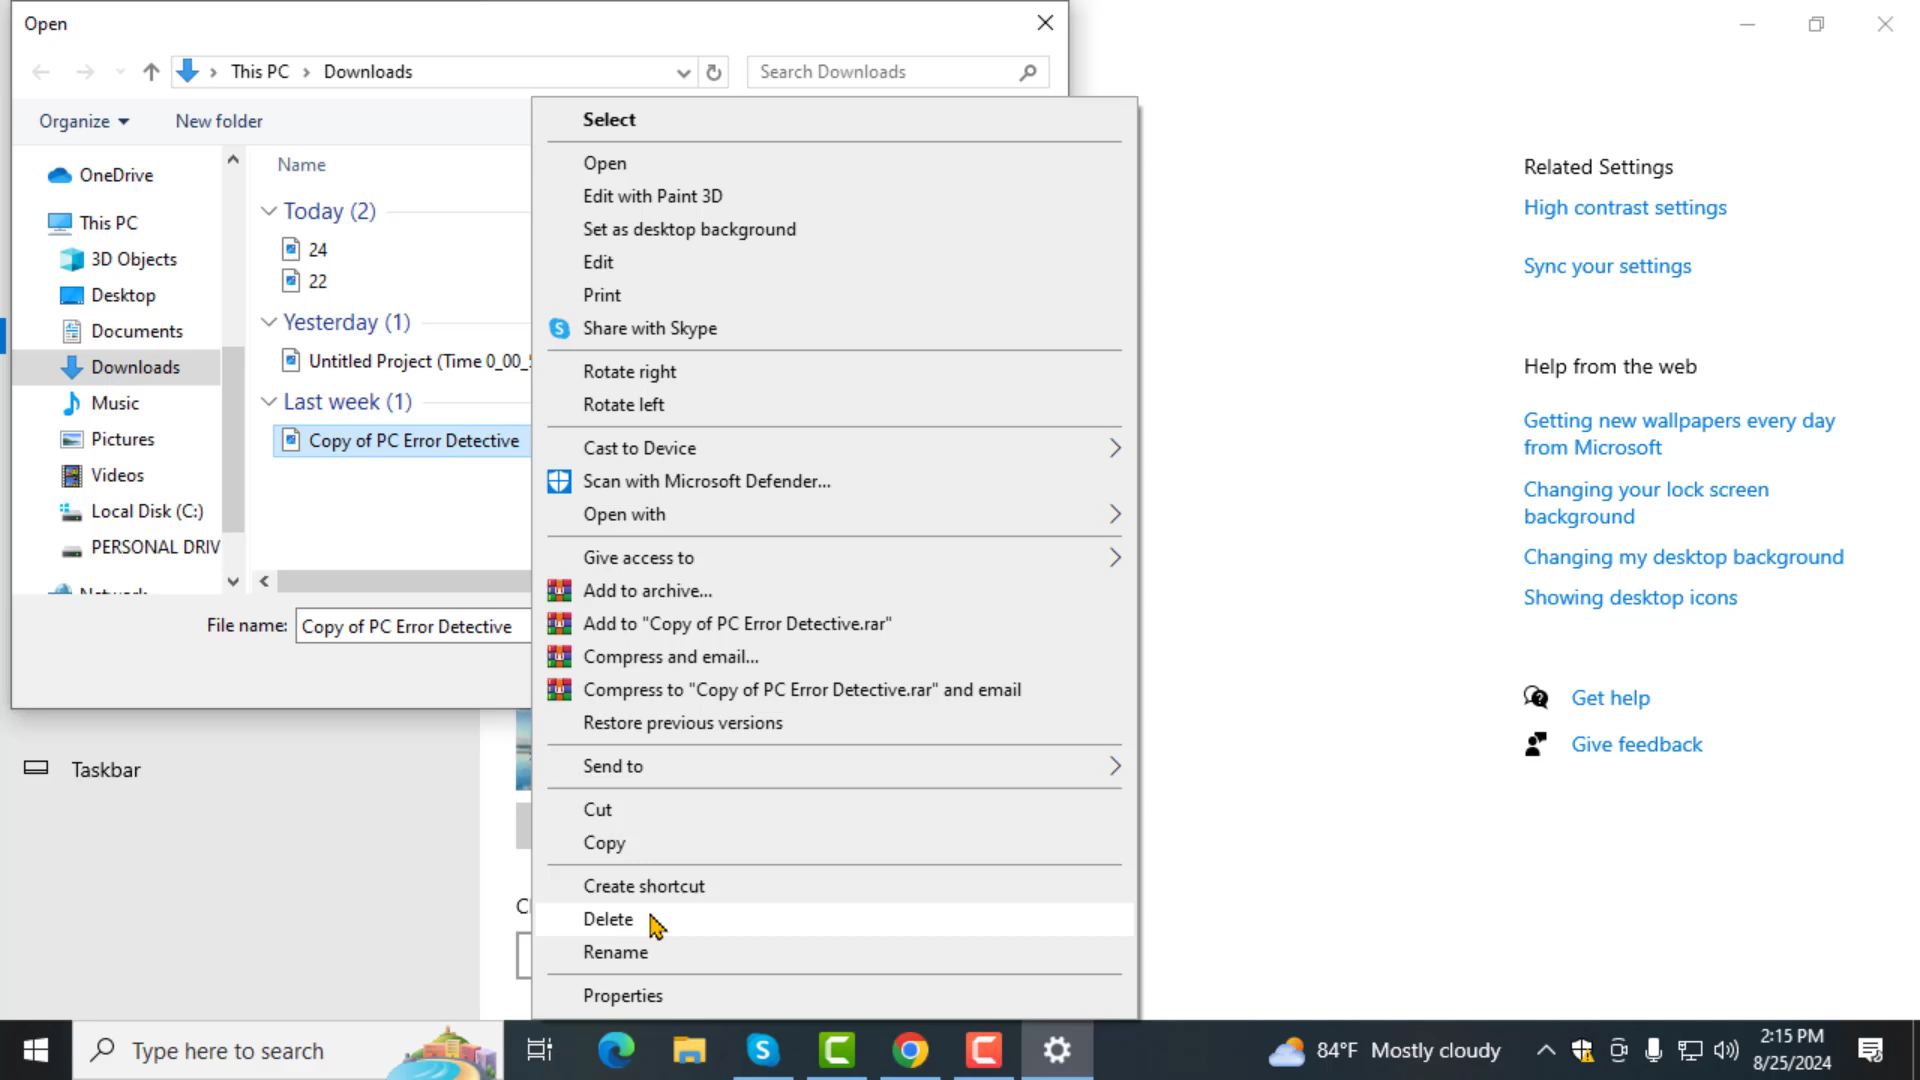 Open
This PC
Downloads
Search Downloads
Organize
New folder
OneDrive
This PC
3D Objects
Desktop
Documents
Downloads
Music
Pictures
Videos
Local Disk (C:)
PERSONAL DRIV
Name
Today (2)
24
22
Yesterday (1)
Untitled Project (Time 0_00_
Last week (1)
Copy of PC Error Detective
File name:
Copy of PC Error Detective
Select
Open
Edit with Paint 3D
Set as desktop background
Edit
Print
Share with Skype
Rotate right
Rotate left
Cast to Device
Scan with Microsoft Defender...
Open with
Give access to
Add to archive...
Add to "Copy of PC Error Detective.rar"
Compress and email...
Compress to "Copy of PC Error Detective.rar" and email
Restore previous versions
Send to
Cut
Copy
Create shortcut
Delete
Rename
Properties
Taskbar
Related Settings
High contrast settings
Sync your settings
Help from the web
Getting new wallpapers every day
from Microsoft
Changing your lock screen
background
Changing my desktop background
Showing desktop icons
Get help
Give feedback
Type here to search
84°F Mostly cloudy
2:15 PM
8/25/2024